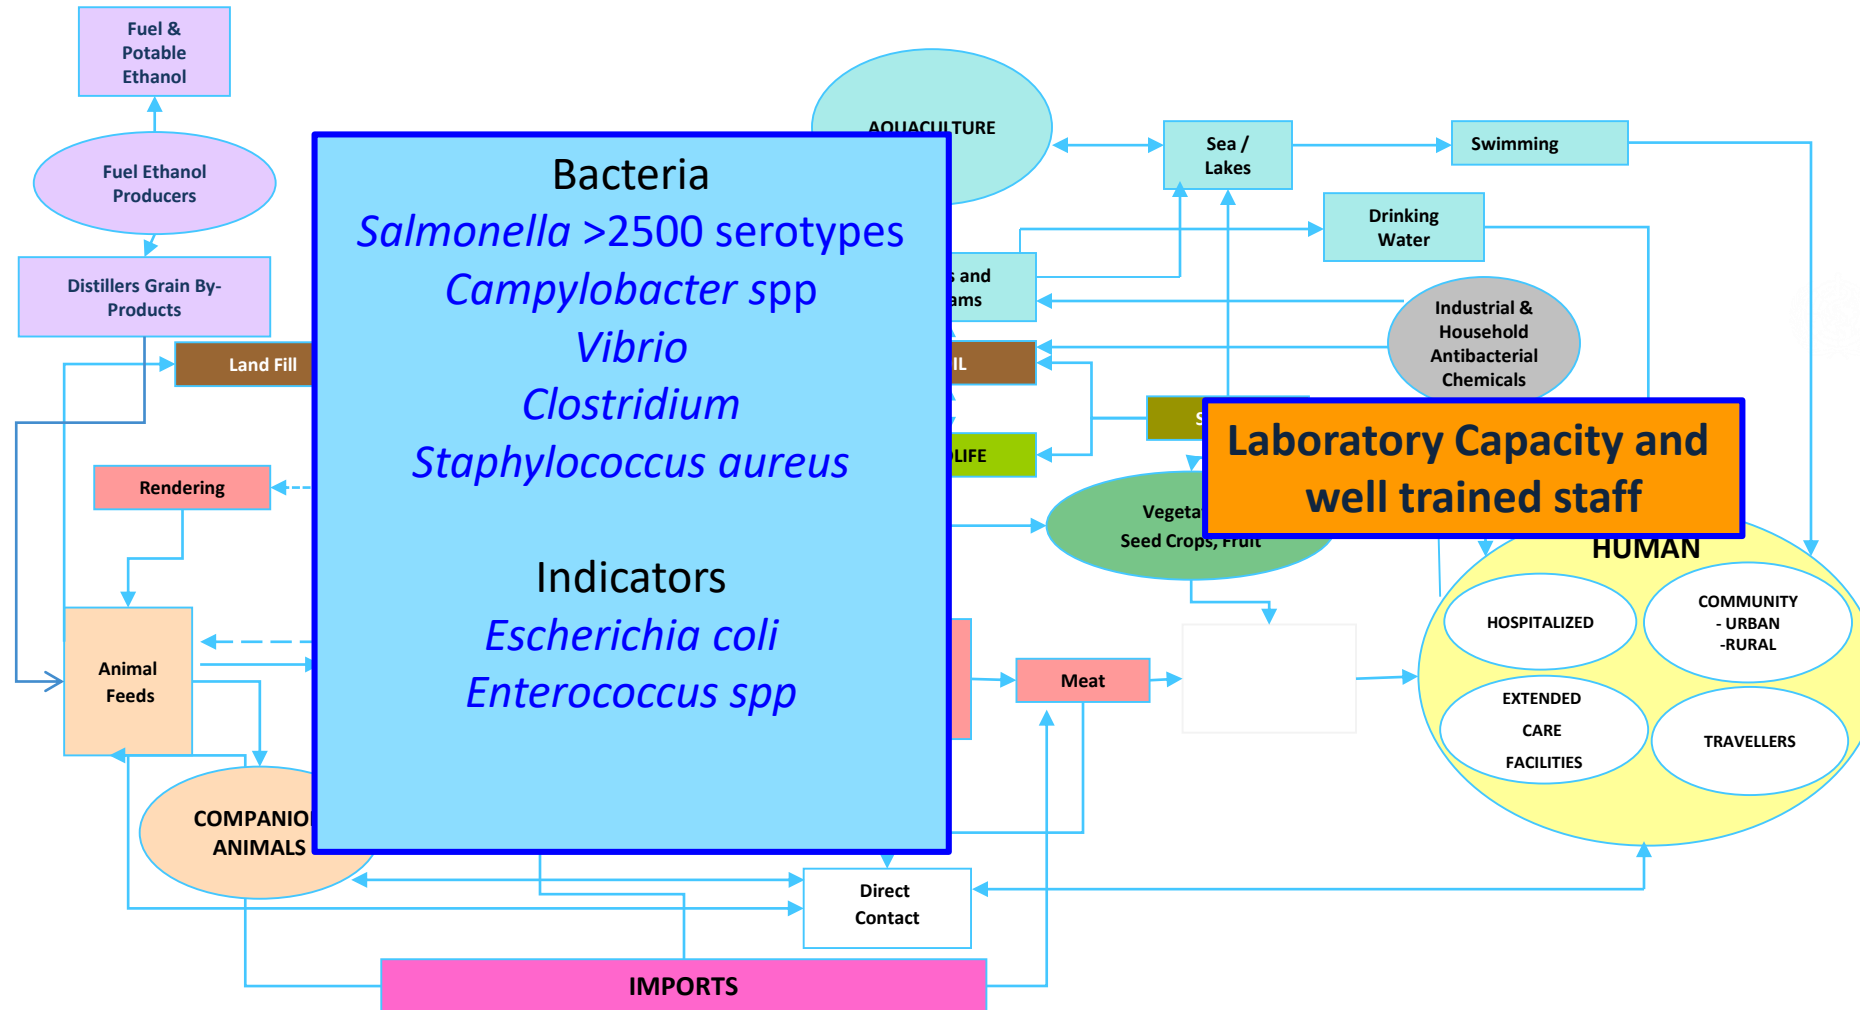 Fuel &
Potable
Ethanol
Fuel Ethanol
Producers
Distillers Grain By-
Products
Land Fill
Rendering
Animal
Feeds
COMPANIO
ANIMALS
Bacteria
Salmonella >2500 serotypes
Campylobacter spp
Vibrio
Clostridium
Staphylococcus aureus
Indicators
Escherichia coli
Enterococcus spp
AQUACULTURE
Sea /
Lakes
Swimming
Drinking
Water
s and
ams
Industrial &
Household
Antibacterial
Chemicals
IL
LIFE
S
Laboratory Capacity and
well trained staff
Vegeta
Seed Crops, Fruit
HUMAN
HOSPITALIZED
COMMUNITY
- URBAN
-RURAL
EXTENDED
CARE
FACILITIES
TRAVELLERS
Meat
Direct
Contact
IMPORTS